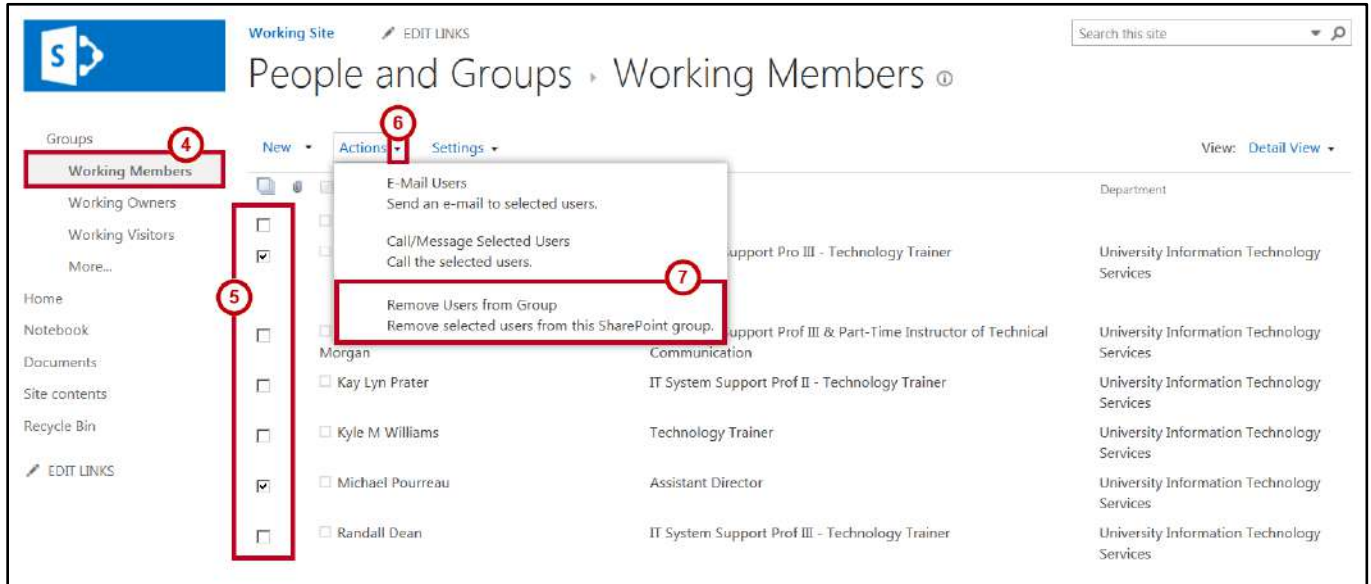 S
Working Site EDIT LINKS Search this site
People and Groups Working Members
6
Groups 4 New Actions Settings View: Detail View
Working Members
E-Mail Users Department
Send an e-mail to selected users.
Working Owners
Working Visitors
Call/Message Selected Users
Call the selected users.
upport Pro III - Technology Trainer University Information Technology
Services
More...
7
5
Home
Remove Users from Group
Remove selected users from this SharePoint group.
Notebook
upport Prof III & Part-Time Instructor of Technical University Information Technology
Morgan Communication Services
Documents
Kay Lyn Prater IT System Support Prof II - Technology Trainer University Information Technology
Services
Site contents
Recycle Bin
Kyle M Williams Technology Trainer University Information Technology
Services
EDIT LINKS
Michael Pourreau Assistant Director University Information Technology
Services
Randall Dean IT System Support Prof III - Technology Trainer University Information Technology
Services